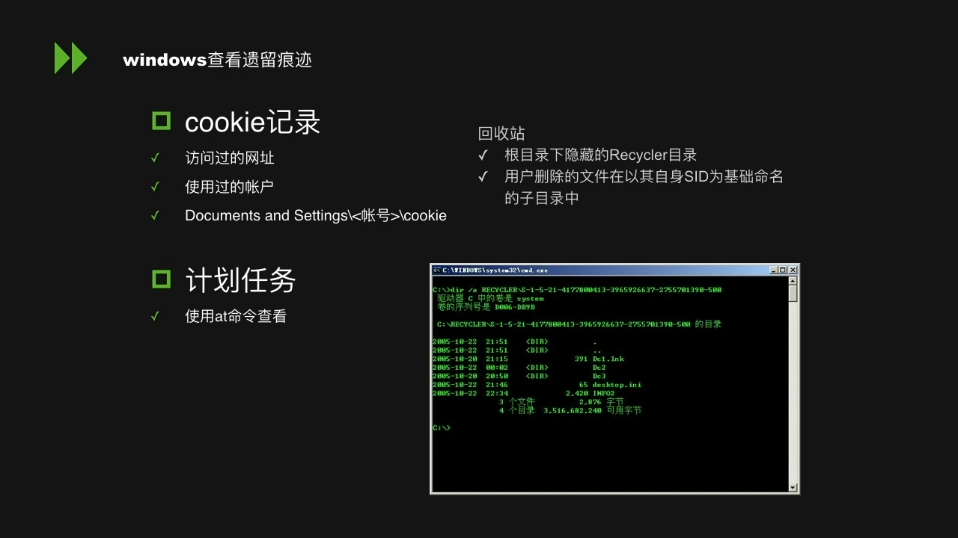 windows查看遗留痕迹
cookie记录
✓ 访问过的网址
✓ 使用过的帐户
✓ Documents and Settings\<帐号>\cookie
计划任务
✓ 使用at命令查看
回收站
✓ 根目录下隐藏的Recycler目录
✓ 用户删除的文件在以其自身SID为基础命名
的子目录中
C:\WINDOWS\system32\cmd.exe
C:\>dir /a RECYCLER\S-1-5-21-4177800413-3965926637-2755701390-500
驱动器 C 中的卷是 system
卷的序列号是 D006-DB9B
C:\RECYCLER\S-1-5-21-4177800413-3965926637-2755701390-500 的目录
2005-10-22 21:51 <DIR> .
2005-10-22 21:51 <DIR> ..
2005-10-20 21:15 391 Dc1.lnk
2005-10-22 00:02 <DIR> Dc2
2005-10-20 20:50 <DIR> Dc3
2005-10-22 21:46 65 desktop.ini
2005-10-22 22:34 2,420 INFO2
3 个文件 2,876 字节
4 个目录 3,516,682,240 可用字节
C:\>